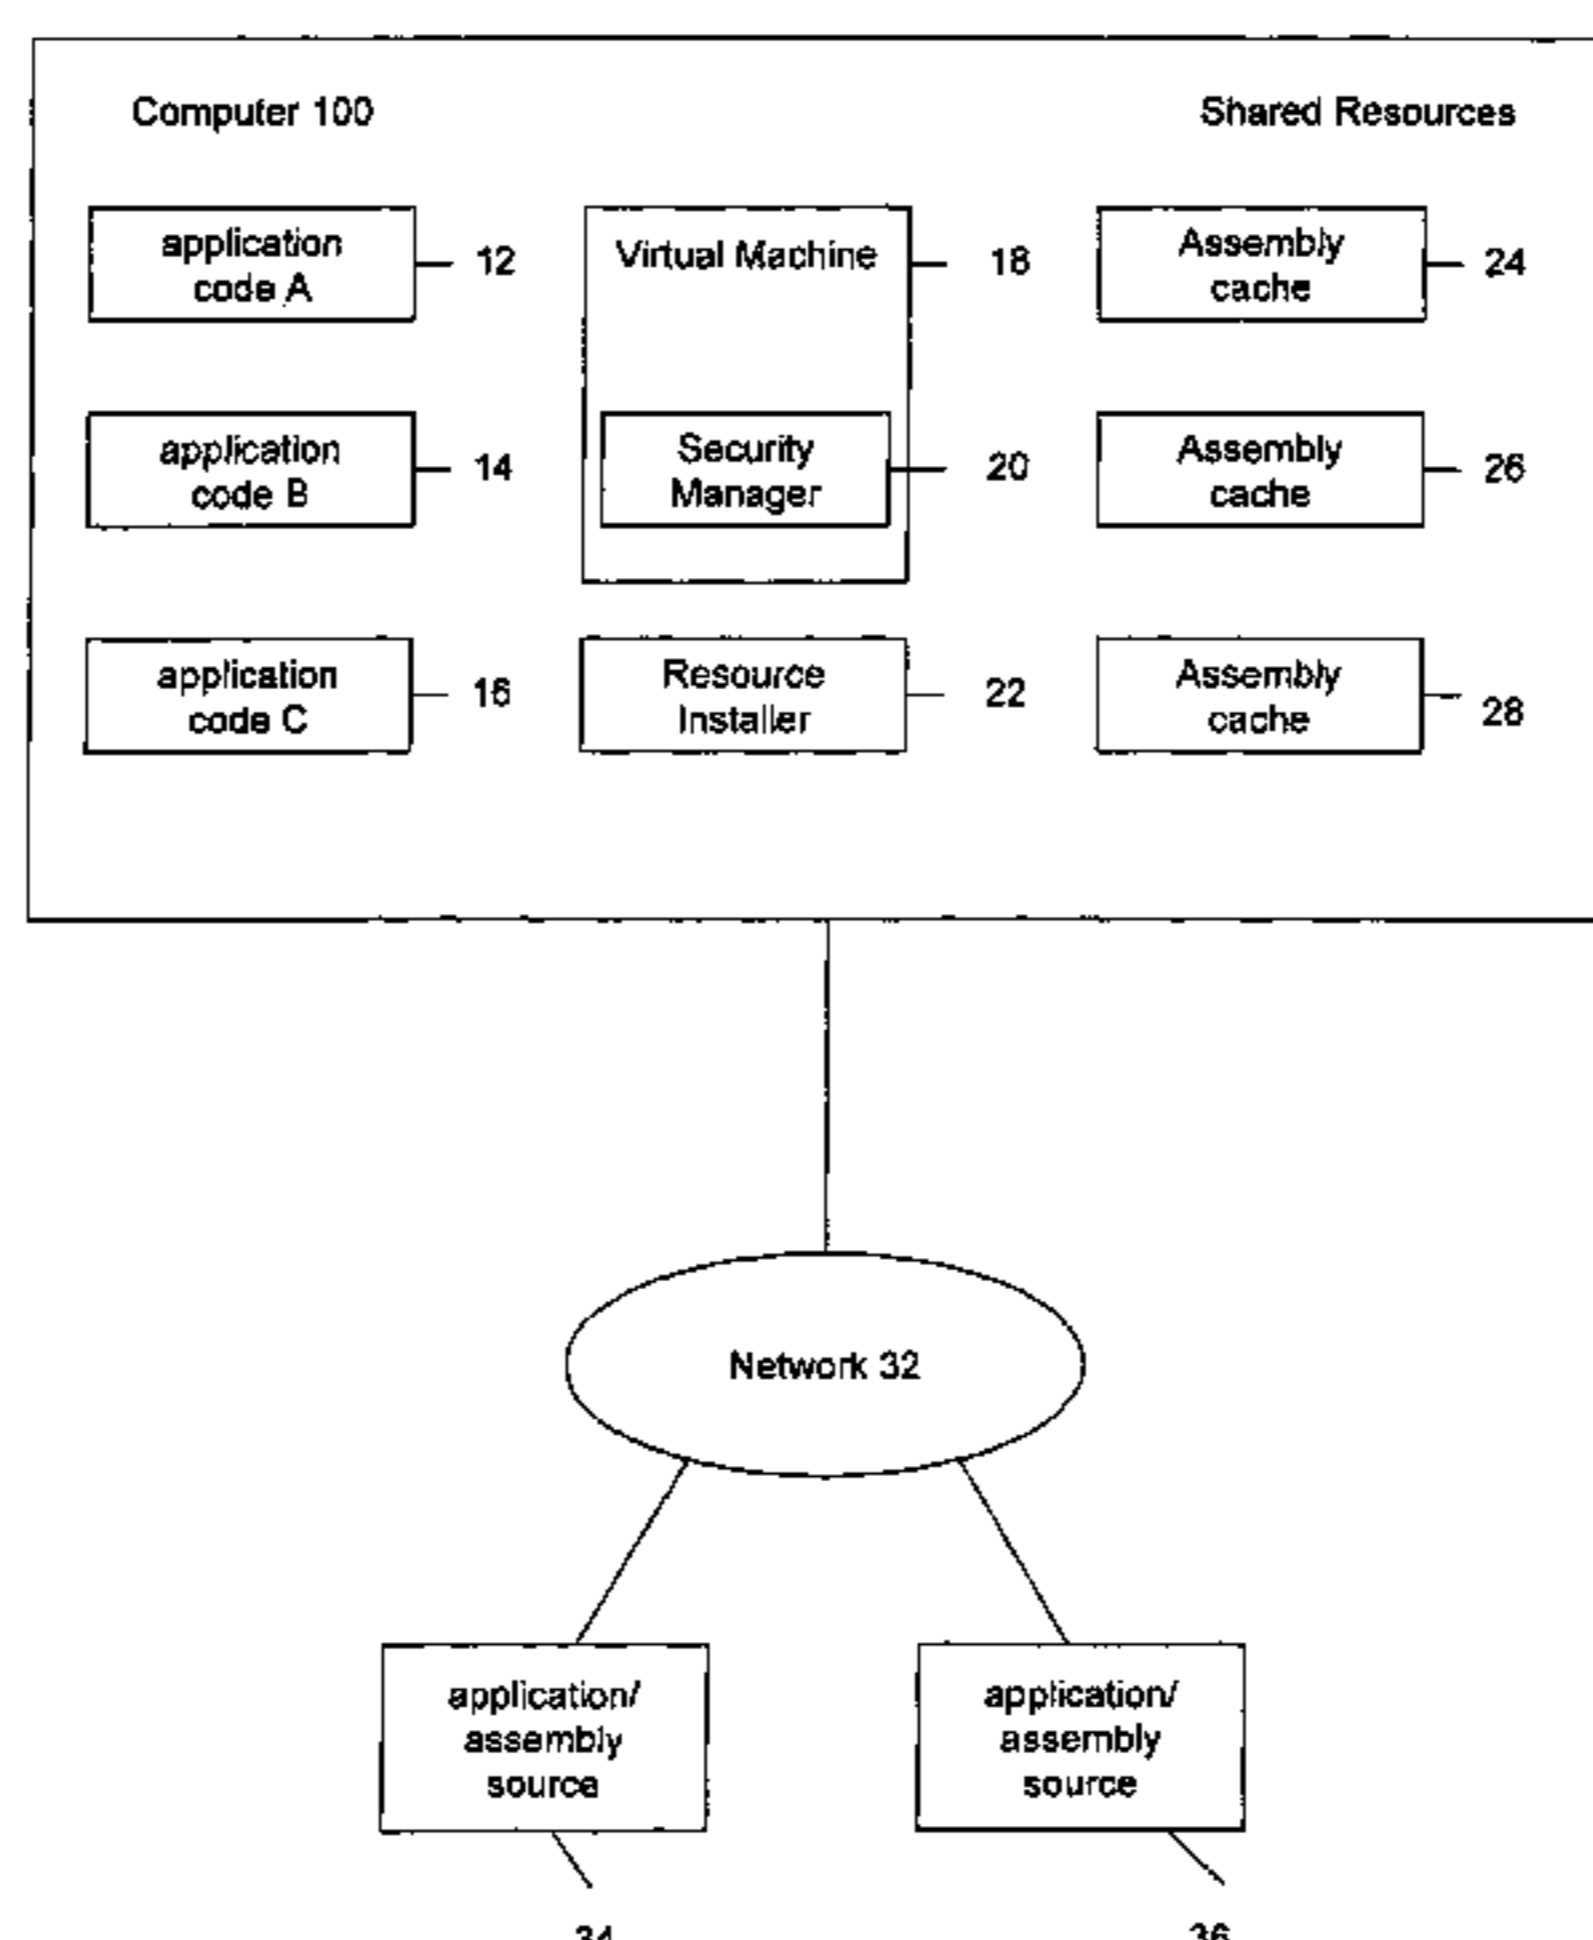 Computer 100
Shared Resources
application
code A
12
Virtual Machine
18
Assembly
cache
24
application
code B
14
Security
Manager
20
Assembly
cache
26
application
code C
16
Resource
Installer
22
Assembly
cache
28
Network 32
application/
assembly
source
application/
assembly
source
34
36